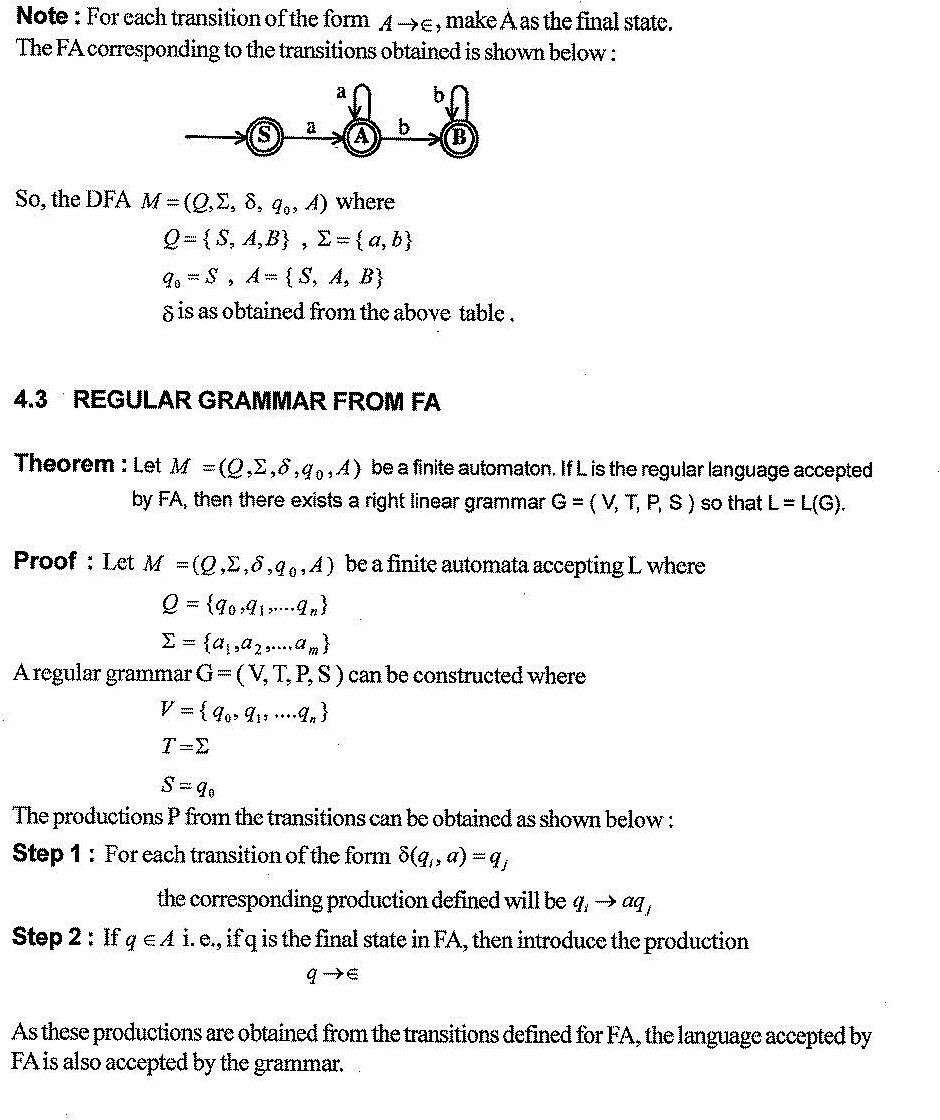 Note : For each transition of the form A → ∈, make A as the final state.
The FA corresponding to the transitions obtained is shown below :
a b
S a A b B
So, the DFA M = (Q, Σ, δ, q₀, A) where
Q = { S, A, B} , Σ = { a, b}
q₀ = S , A = { S, A, B}
δ is as obtained from the above table .
4.3 REGULAR GRAMMAR FROM FA
Theorem : Let M = (Q, Σ, δ, q₀, A) be a finite automaton. If L is the regular language accepted
by FA, then there exists a right linear grammar G = ( V, T, P, S ) so that L = L(G).
Proof : Let M = (Q, Σ, δ, q₀, A) be a finite automata accepting L where
Q = {q₀, q₁, .... qₙ}
Σ = {a₁, a₂, .... aₘ}
A regular grammar G = ( V, T, P, S ) can be constructed where
V = { q₀, q₁, .... qₙ}
T = Σ
S = q₀
The productions P from the transitions can be obtained as shown below :
Step 1 : For each transition of the form δ(qᵢ, a) = qⱼ
the corresponding production defined will be qᵢ → aqⱼ
Step 2 : If q ∈ A i. e., if q is the final state in FA, then introduce the production
q → ∈
As these productions are obtained from the transitions defined for FA, the language accepted by
FA is also accepted by the grammar.